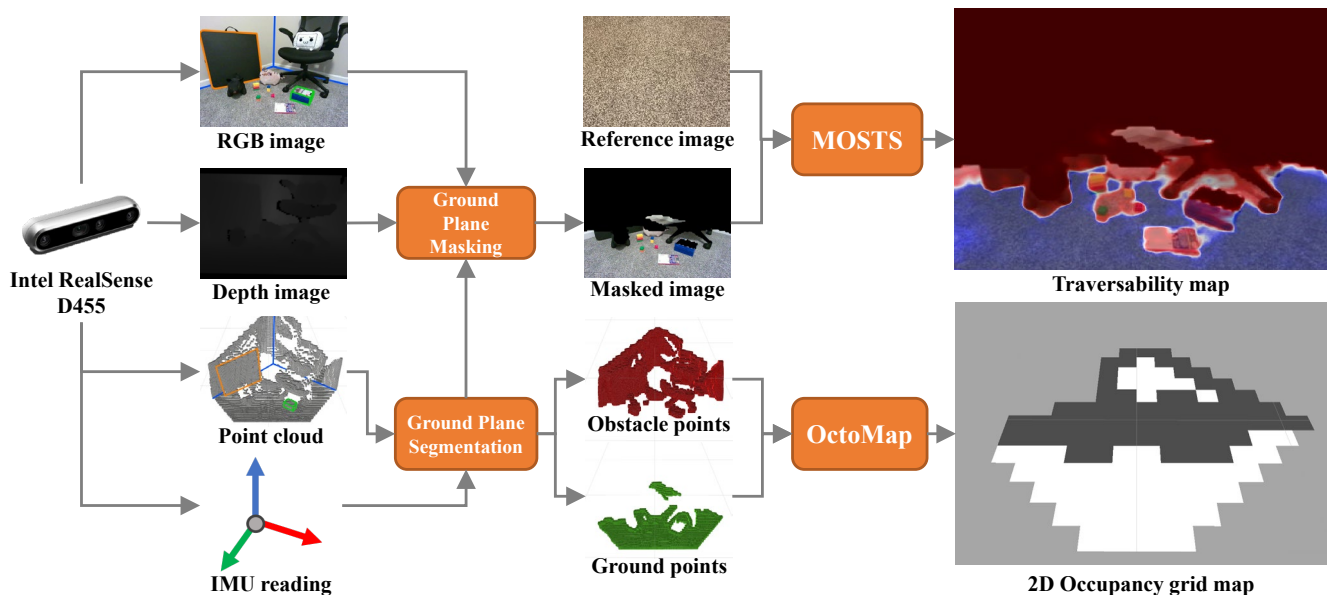 RGB image
Reference image
MOSTS
Ground
Plane
Masking
Intel RealSense
D455
Depth image
Masked image
Traversability map
Point cloud
Ground Plane
Segmentation
Obstacle points
OctoMap
IMU reading
Ground points
2D Occupancy grid map